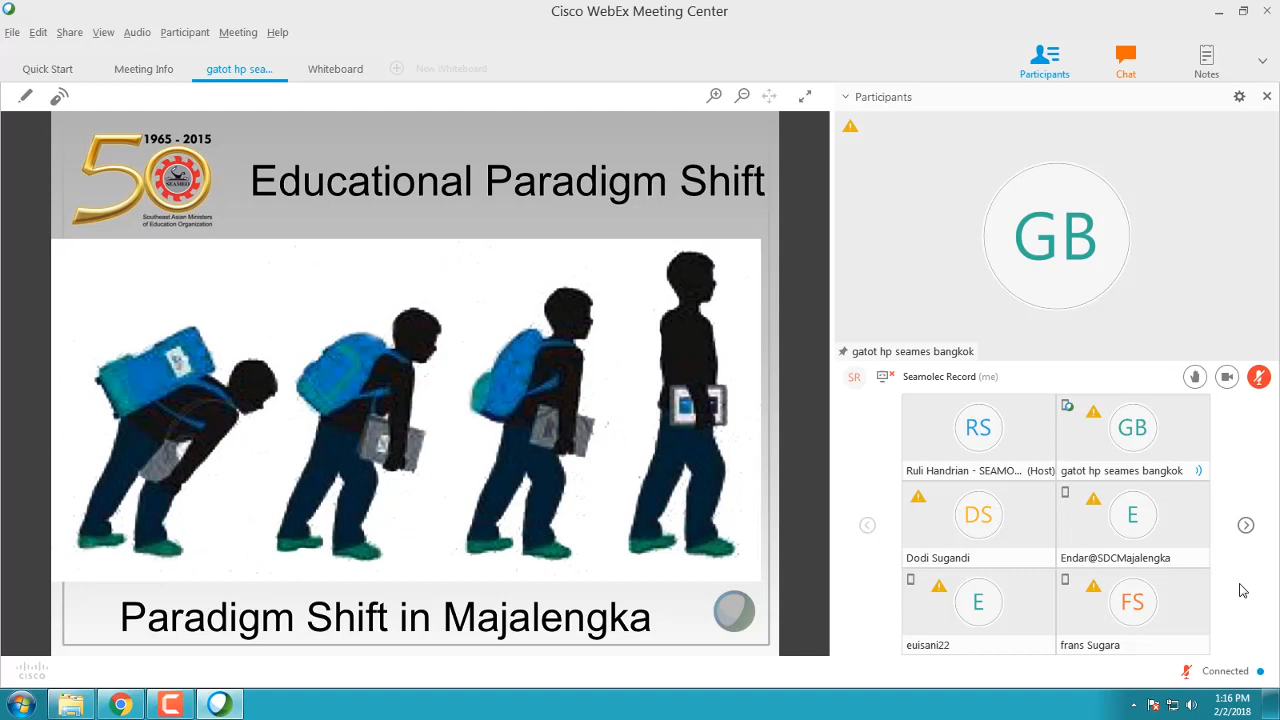 Cisco WebEx Meeting Center
File Edit Share View Audio Participant Meeting Help
Quick Start Meeting Info gatot hp sea... Whiteboard New Whiteboard
Participants Chat Notes
Participants
1965 - 2015
50
SEAMEO
Southeast Asian Ministers
of Education Organization
Educational Paradigm Shift
Paradigm Shift in Majalengka
GB
gatot hp seames bangkok
SR Seamolec Record (me)
RS GB
Ruli Handrian - SEAMO... (Host) gatot hp seames bangkok
DS E
Dodi Sugandi Endar@SDCMajalengka
E FS
euisani22 frans Sugara
cisco
Connected
1:16 PM
2/2/2018